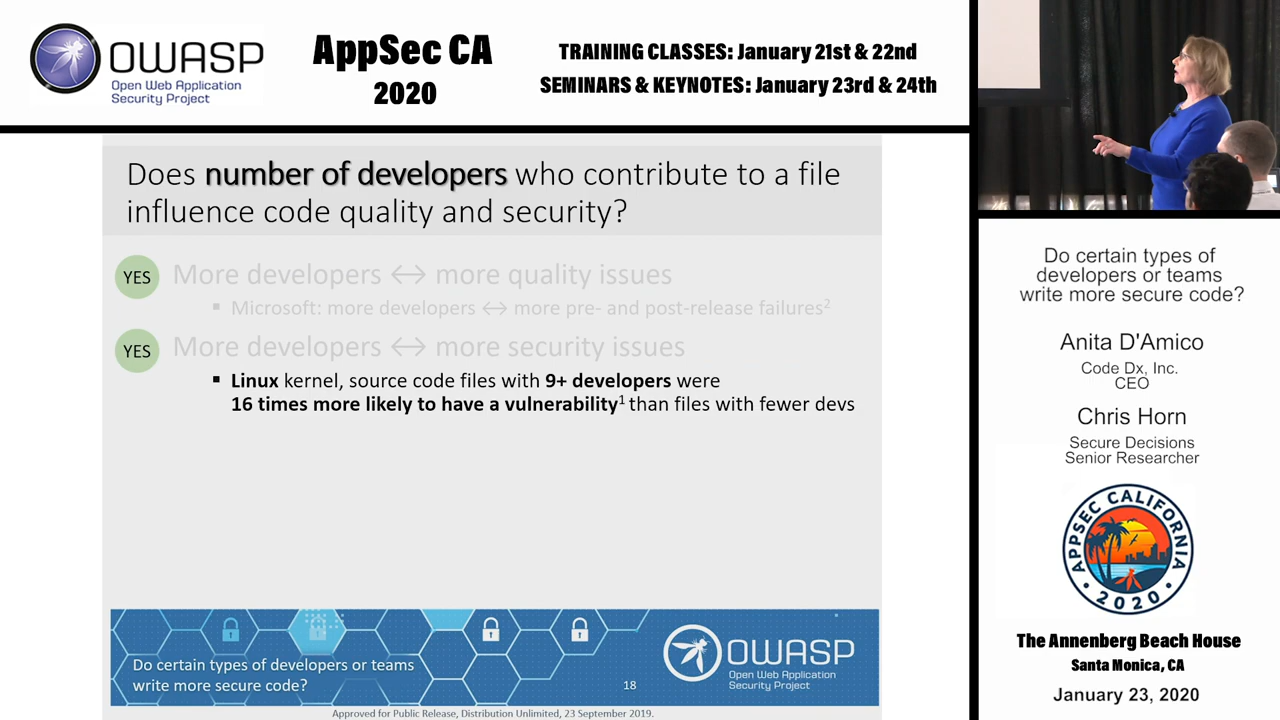 OWASP
Open Web Application
Security Project
AppSec CA
2020
TRAINING CLASSES: January 21st & 22nd
SEMINARS & KEYNOTES: January 23rd & 24th
Does number of developers who contribute to a file
influence code quality and security?
YES More developers ↔ more quality issues
▪ Microsoft: more developers ↔ more pre- and post-release failures²
YES More developers ↔ more security issues
▪ Linux kernel, source code files with 9+ developers were
16 times more likely to have a vulnerability¹ than files with fewer devs
Do certain types of developers or teams
write more secure code?
18
OWASP
Open Web Application
Security Project
Approved for Public Release, Distribution Unlimited, 23 September 2019.
Do certain types of
developers or teams
write more secure code?
Anita D'Amico
Code Dx, Inc.
CEO
Chris Horn
Secure Decisions
Senior Researcher
APPSEC CALIFORNIA
• 2020 •
The Annenberg Beach House
Santa Monica, CA
January 23, 2020